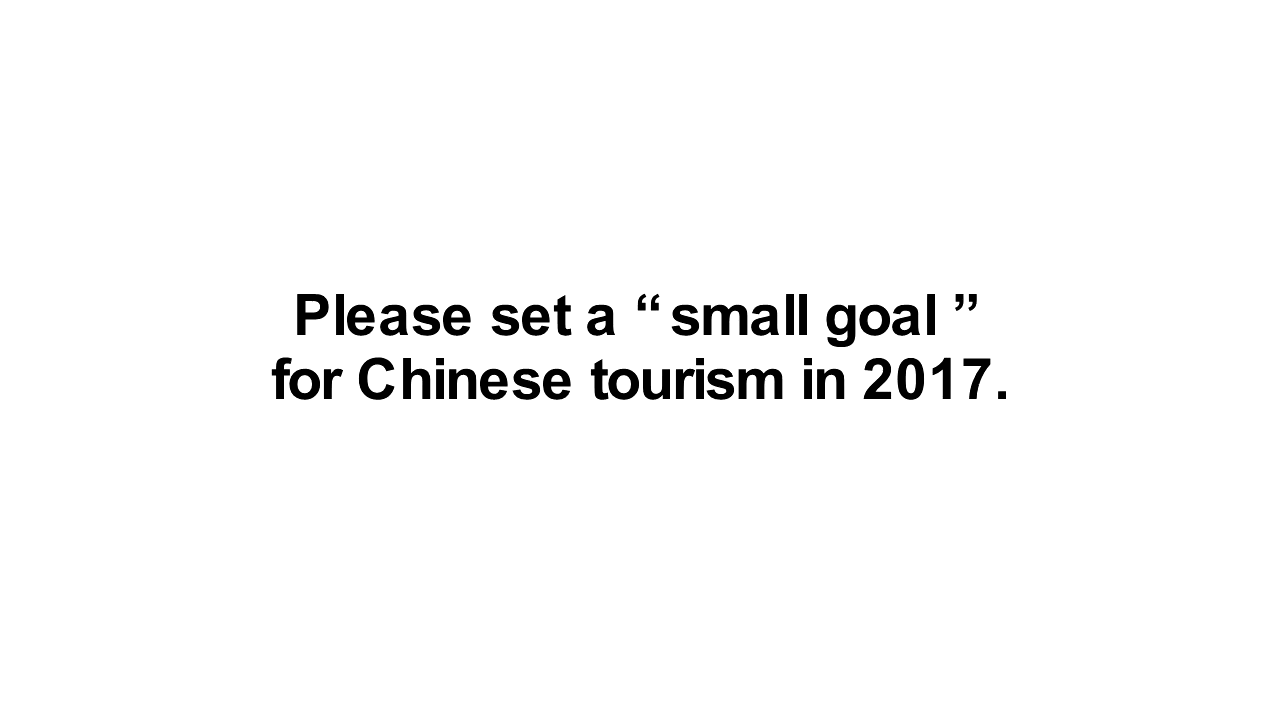 Please set a “ small goal ”
for Chinese tourism in 2017.